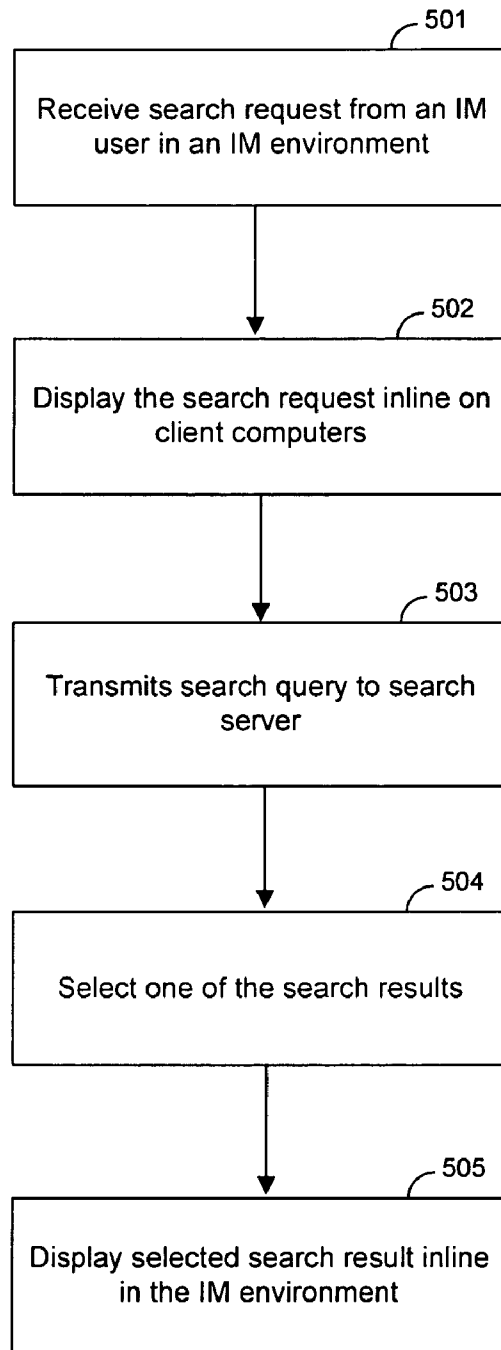 501
Receive search request from an IM
user in an IM environment
502
Display the search request inline on
client computers
503
Transmits search query to search
server
504
Select one of the search results
505
Display selected search result inline
in the IM environment